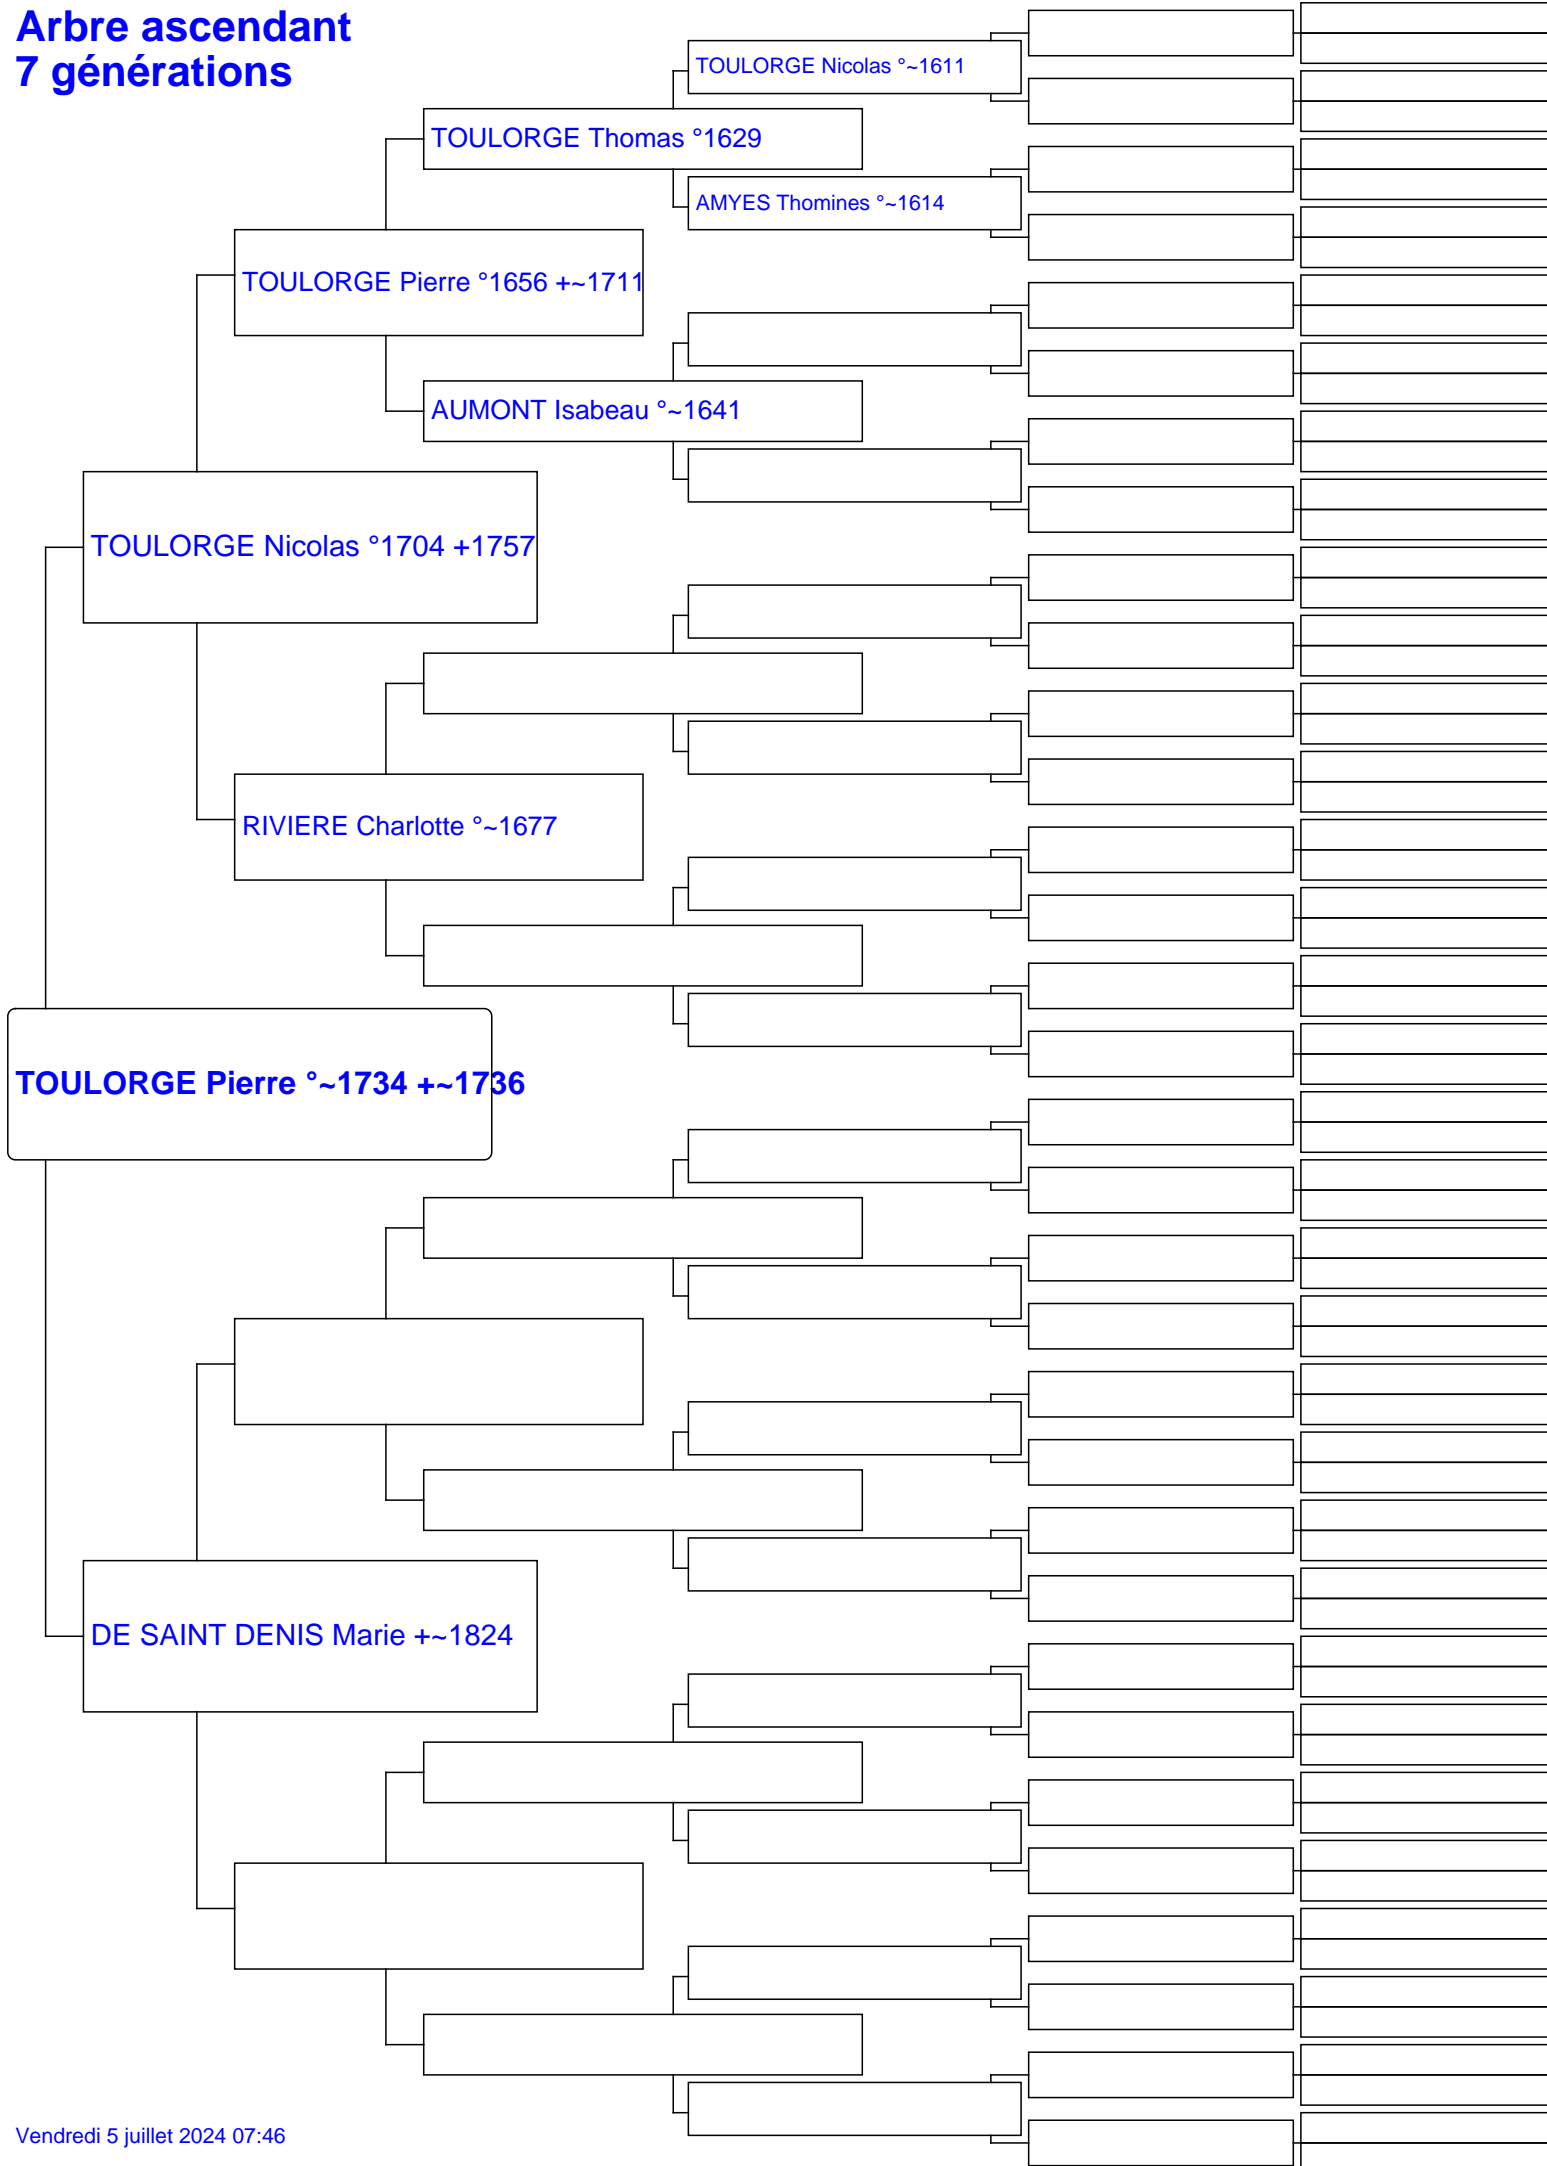 Arbre ascendant
7 générations
TOULORGE Nicolas °~1611
TOULORGE Thomas °1629
AMYES Thomines °~1614
TOULORGE Pierre °1656 +~1711
AUMONT Isabeau °~1641
TOULORGE Nicolas °1704 +1757
RIVIERE Charlotte °~1677
TOULORGE Pierre °~1734 +~1736
DE SAINT DENIS Marie +~1824
Vendredi 5 juillet 2024 07:46